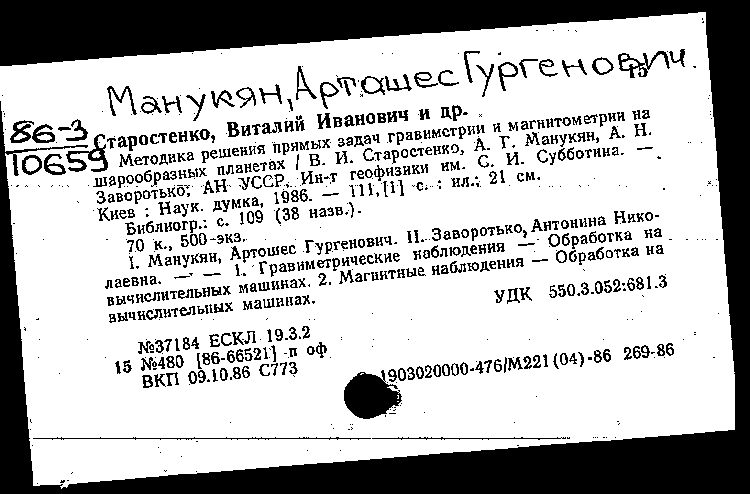 Манукян, Арташес Гургенович.
15
86-3
10659
Старостенко, Виталий Иванович и др.
Методика решения прямых задач гравиметрии и магнитометрии на
шарообразных планетах / В. И. Старостенко, А. Г. Манукян, А. Н.
Заворотько; АН УССР, Ин-т геофизики им. С. И. Субботина. —
Киев : Наук. думка, 1986. — 111,[1] с. : ил.; 21 см.
Библиогр.: с. 109 (38 назв.).
70 к., 500 экз.
I. Манукян, Артошес Гургенович. II. Заворотько, Антонина Нико-
лаевна. — — 1. Гравиметрические наблюдения — Обработка на
вычислительных машинах. 2. Магнитные наблюдения — Обработка на
вычислительных машинах.
УДК 550.3.052:681.3
№37184 ЕСКЛ 19.3.2
15 №480 [86-66521] п оф
ВКП 09.10.86 С773
1903020000-476/М221(04)-86 269-86